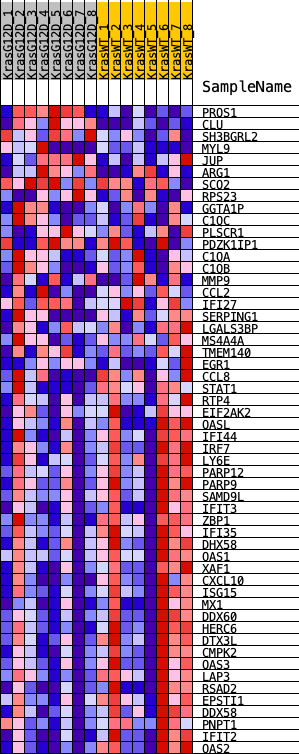 KrasG12D_1
KrasG12D_2
KrasG12D_3
KrasG12D_4
KrasG12D_5
KrasG12D_6
KrasG12D_7
KrasG12D_8
KrasWT_1
KrasWT_2
KrasWT_3
KrasWT_4
KrasWT_5
KrasWT_6
KrasWT_7
KrasWT_8
SampleName
PROS1
CLU
SH3BGRL2
MYL9
JUP
ARG1
SCO2
RPS23
GGTA1P
C1QC
PLSCR1
PDZK1IP1
C1QA
C1QB
MMP9
CCL2
IFI27
SERPING1
LGALS3BP
MS4A4A
TMEM140
EGR1
CCL8
STAT1
RTP4
EIF2AK2
OASL
IFI44
IRF7
LY6E
PARP12
PARP9
SAMD9L
IFIT3
ZBP1
IFI35
DHX58
OAS1
XAF1
CXCL10
ISG15
MX1
DDX60
HERC6
DTX3L
CMPK2
OAS3
LAP3
RSAD2
EPSTI1
DDX58
PNPT1
IFIT2
OAS2